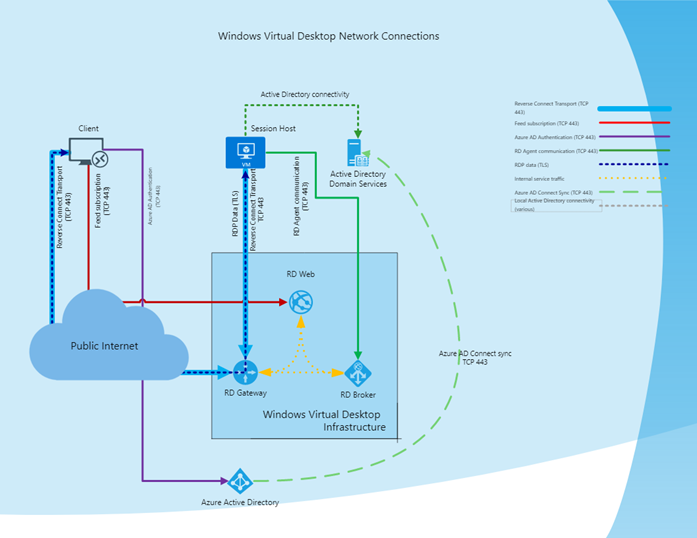 Windows Virtual Desktop Network Connections
Active Directory connectivity
Client
Session Host
VM
Active Directory
Domain Services
Reverse Connect Transport (TCP
443)
Feed subscription (TCP 443)
Azure AD Authentication (TCP 443)
RD Agent communication (TCP 443)
RDP data (TLS)
Internal service traffic
Azure AD Connect Sync (TCP 443)
Local Active Directory connectivity
(various)
Reverse Connect Transport
(TCP 443)
Feed subscription
(TCP 443)
Azure AD Authentication
(TCP 443)
RDP Data (TLS)
Reverse Connect Transport
TCP 443
RD Agent communication
(TCP 443)
RD Web
Public Internet
Azure AD Connect sync
TCP 443
RD Gateway
RD Broker
Windows Virtual Desktop
Infrastructure
Azure Active Directory